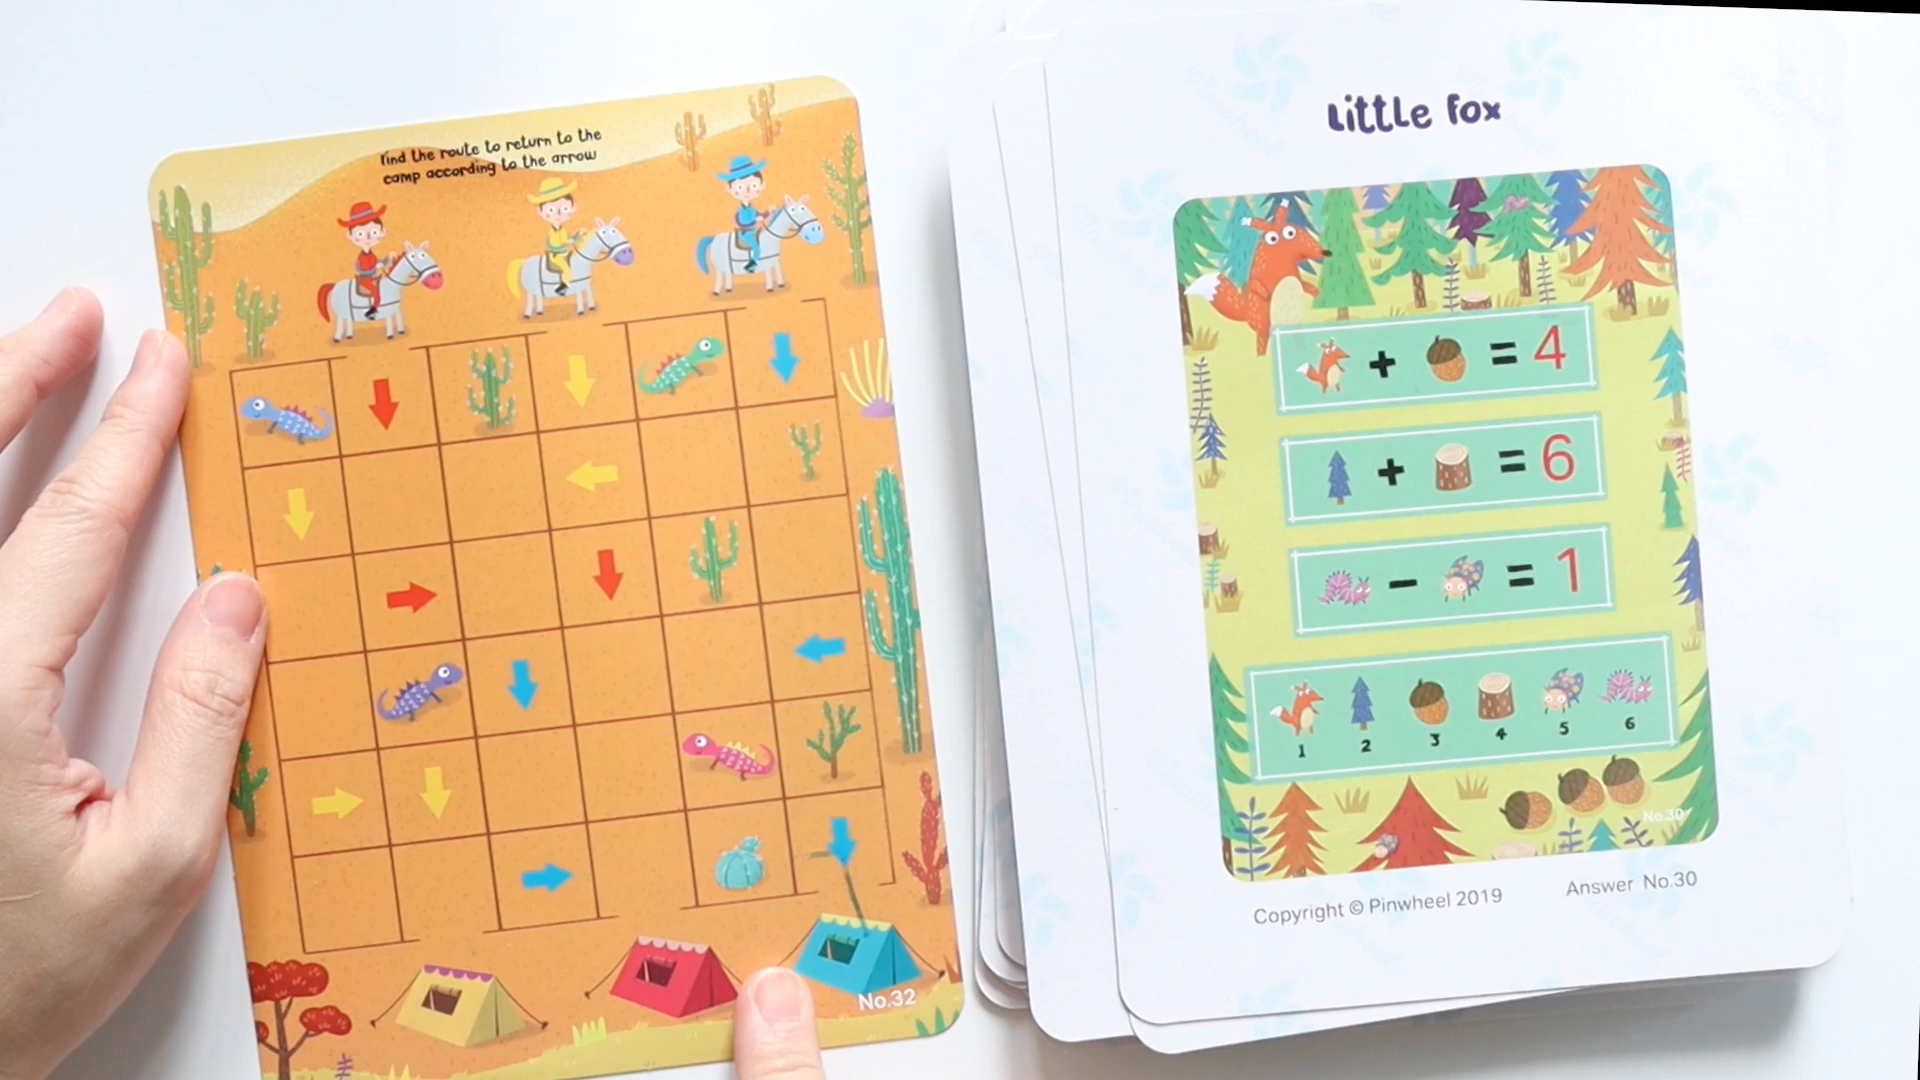 Find the route to return to the
camp according to the arrow
No.32
Little Fox
+ = 4
+ = 6
- = 1
1 2 3 4 5 6
No.30
Copyright © Pinwheel 2019
Answer No.30